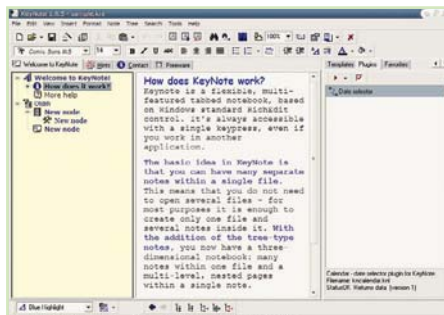 File Edit View Insert Format Note Tree Search Tools Help
Comic Sans MS 14
100%
Welcome to KeyNote Hints Contact Freeware
Templates Plugins Favorites
Welcome to KeyNote!
How does it work?
More help
New node
New node
New node
How does KeyNote work?
Keynote is a flexible, multi-
featured tabbed notebook, based
on Windows standard RichEdit
control. it's always accessible
with a single keypress, even if
you work in another
application.
The basic idea in KeyNote is
that you can have many separate
notes within a single file.
This means that you do not need
to open several files - for
most purposes it is enough to
create only one file and
several notes inside it. With
the addition of the tree-type
notes, you now have a three-
dimensional notebook: many
notes within one file and a
multi-level, nested pages
within a single note.
Date selector
Calendar - date selector plugin for KeyNote
Filename: kncalendar.knl
Status:OK. Returns data (version 1)
Blue Highlight